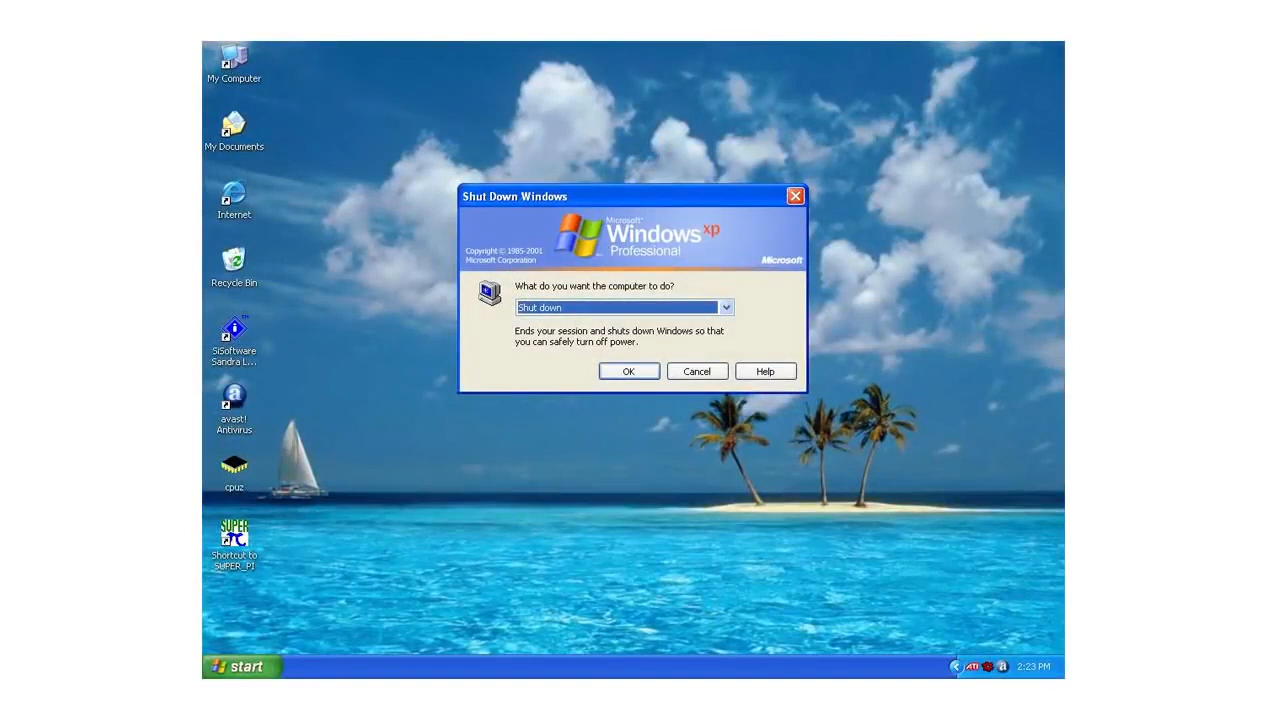 My Computer
My Documents
Internet
Recycle Bin
SiSoftware
Sandra L...
avast!
Antivirus
cpuz
SUPER
Shortcut to
SUPER_PI
Shut Down Windows
Microsoft
Windows xp
Professional
Copyright © 1985-2001
Microsoft Corporation
Microsoft
What do you want the computer to do?
Shut down
Ends your session and shuts down Windows so that
you can safely turn off power.
OK
Cancel
Help
start
ATI
2:23 PM